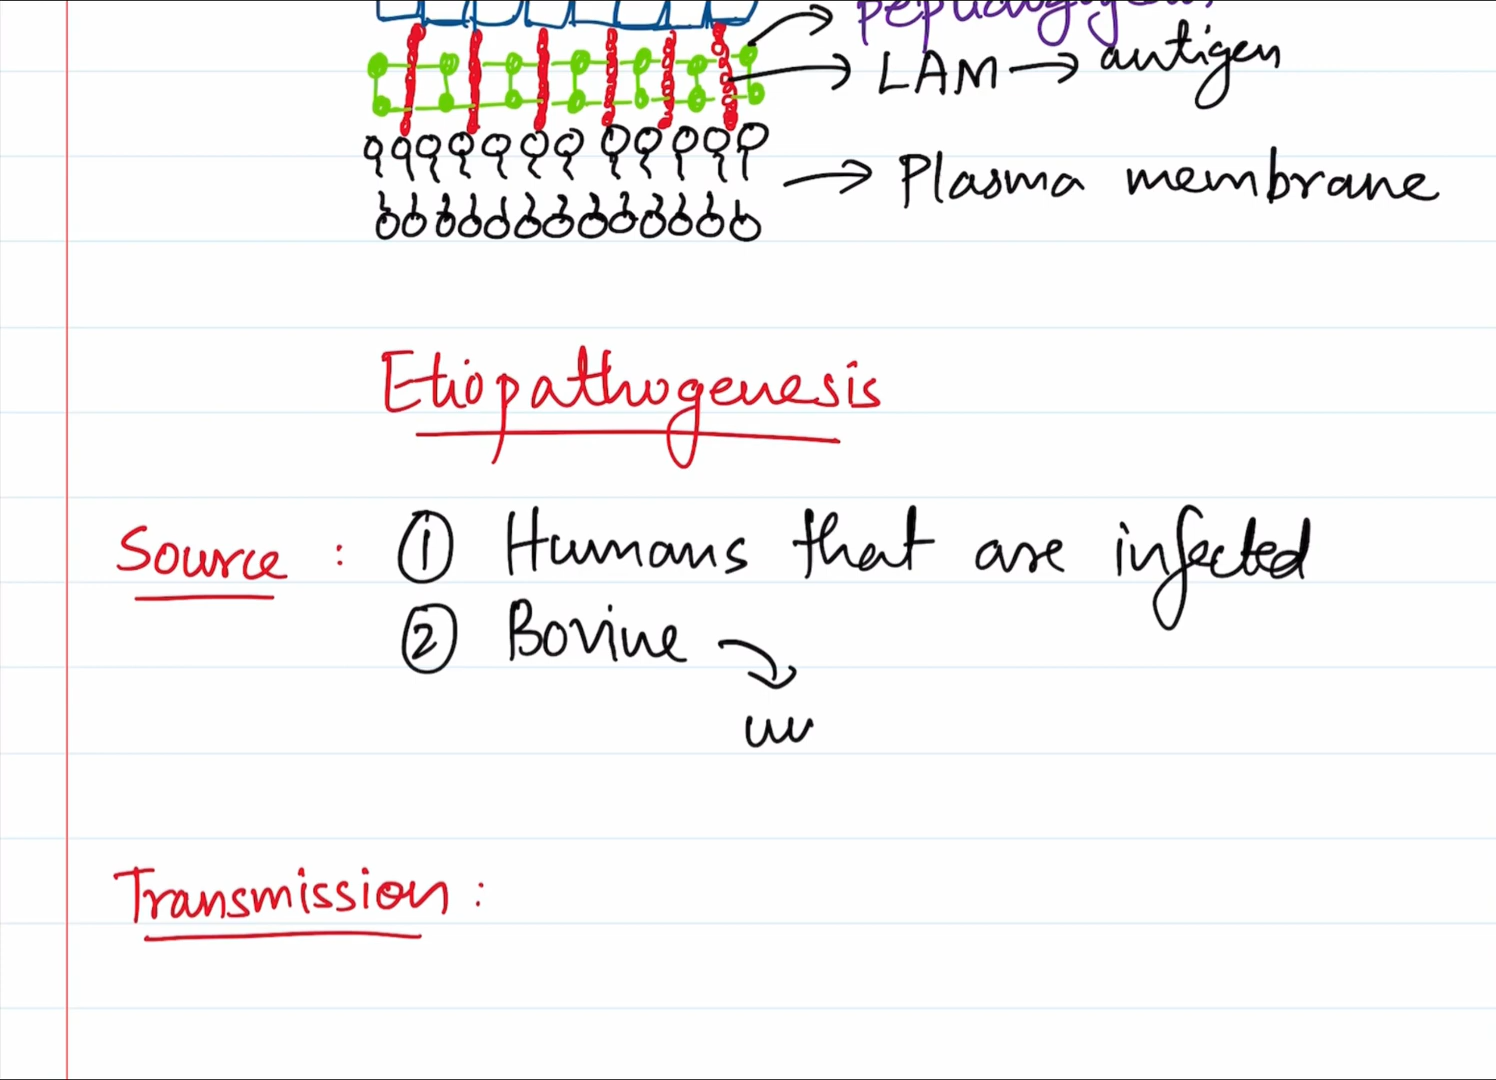 LAM → antigen
→ Plasma membrane
Etiopathogenesis
Source : ① Humans that are infected
② Bovine
Transmission :